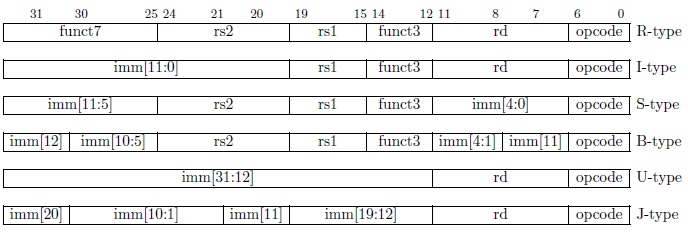 31 30 25 24 21 20 19 15 14 12 11 8 7 6 0
funct7 rs2 rs1 funct3 rd opcode R-type
imm[11:0] rs1 funct3 rd opcode I-type
imm[11:5] rs2 rs1 funct3 imm[4:0] opcode S-type
imm[12] imm[10:5] rs2 rs1 funct3 imm[4:1] imm[11] opcode B-type
imm[31:12] rd opcode U-type
imm[20] imm[10:1] imm[11] imm[19:12] rd opcode J-type